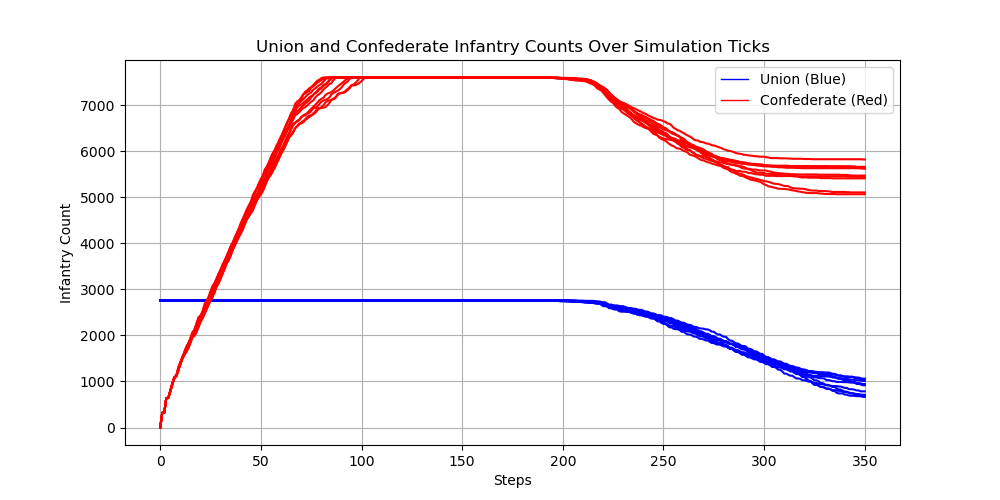 Union and Confederate Infantry Counts Over Simulation Ticks
Union (Blue)
Confederate (Red)
Infantry Count
7000
6000
5000
4000
3000
2000
1000
0
0 50 100 150 200 250 300 350
Steps